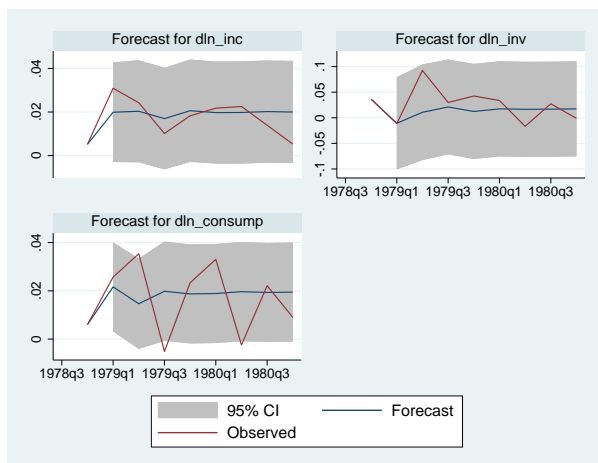 Forecast for dln_inc
.04
.02
0
Forecast for dln_inv
.1
.05
0
-.05
-.1
1978q3 1979q1 1979q3 1980q1 1980q3
Forecast for dln_consump
.04
.02
0
1978q3 1979q1 1979q3 1980q1 1980q3
95% CI Forecast
Observed